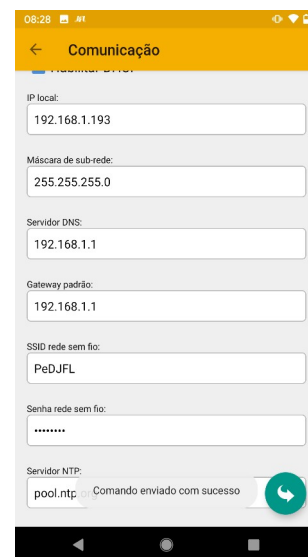 08:28
Comunicação
Habilitar DHCP
IP local:
192.168.1.193
Máscara de sub-rede:
255.255.255.0
Servidor DNS:
192.168.1.1
Gateway padrão:
192.168.1.1
SSID rede sem fio:
PeDJFL
Senha rede sem fio:
••••••••
Servidor NTP:
pool.ntp
Comando enviado com sucesso